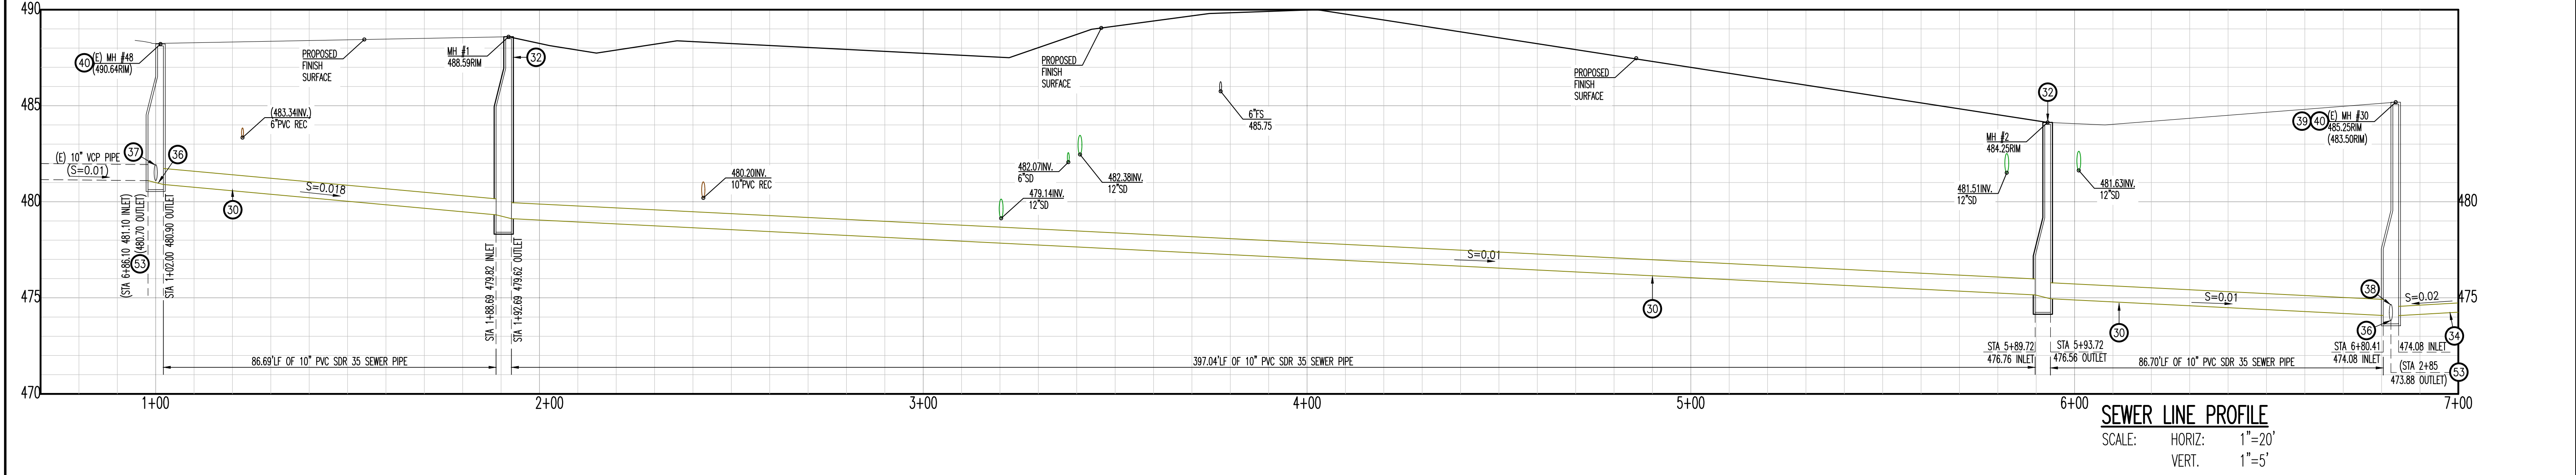 490
485
480
475
470
40
(E) MH #48
(490.64RIM)
PROPOSED
FINISH
SURFACE
MH #1
488.59RIM
32
(483.34INV.)
6"PVC REC
37
36
(E) 10" VCP PIPE
(S=0.01)
S=0.018
30
53
(STA 6+86.10 481.10 INLET)
(480.70 OUTLET)
STA 1+02.00 480.90 OUTLET
STA 1+88.69 479.82 INLET
STA 1+92.69 479.62 OUTLET
86.69'LF OF 10" PVC SDR 35 SEWER PIPE
480.20INV.
10"PVC REC
PROPOSED
FINISH
SURFACE
6"FS
485.75
482.07INV.
6"SD
482.38INV.
12"SD
479.14INV.
12"SD
S=0.01
30
397.04'LF OF 10" PVC SDR 35 SEWER PIPE
PROPOSED
FINISH
SURFACE
32
MH #2
484.25RIM
481.51INV.
12"SD
481.63INV.
12"SD
39 40
(E) MH #30
485.25RIM
(483.50RIM)
S=0.01
30
38
36
S=0.02
34
STA 5+89.72
476.76 INLET
STA 5+93.72
476.56 OUTLET
86.70'LF OF 10" PVC SDR 35 SEWER PIPE
STA 6+80.41
474.08 INLET
474.08 INLET
(STA 2+85
473.88 OUTLET)
53
480
475
1+00
2+00
3+00
4+00
5+00
6+00
7+00
SEWER LINE PROFILE
SCALE: HORIZ: 1"=20'
VERT. 1"=5'